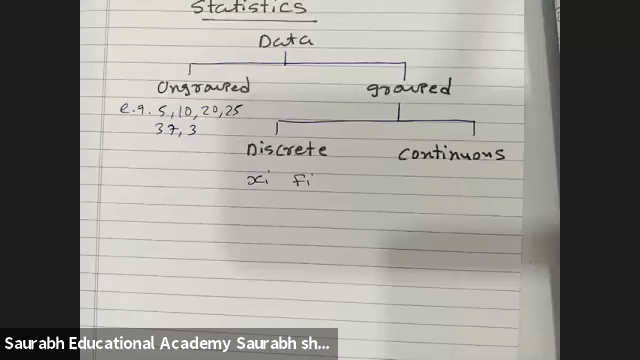 Statistics
Data
Ungrouped grouped
e.g. 5, 10, 20, 25
37, 3
Discrete continuous
xi fi
Saurabh Educational Academy Saurabh sh...